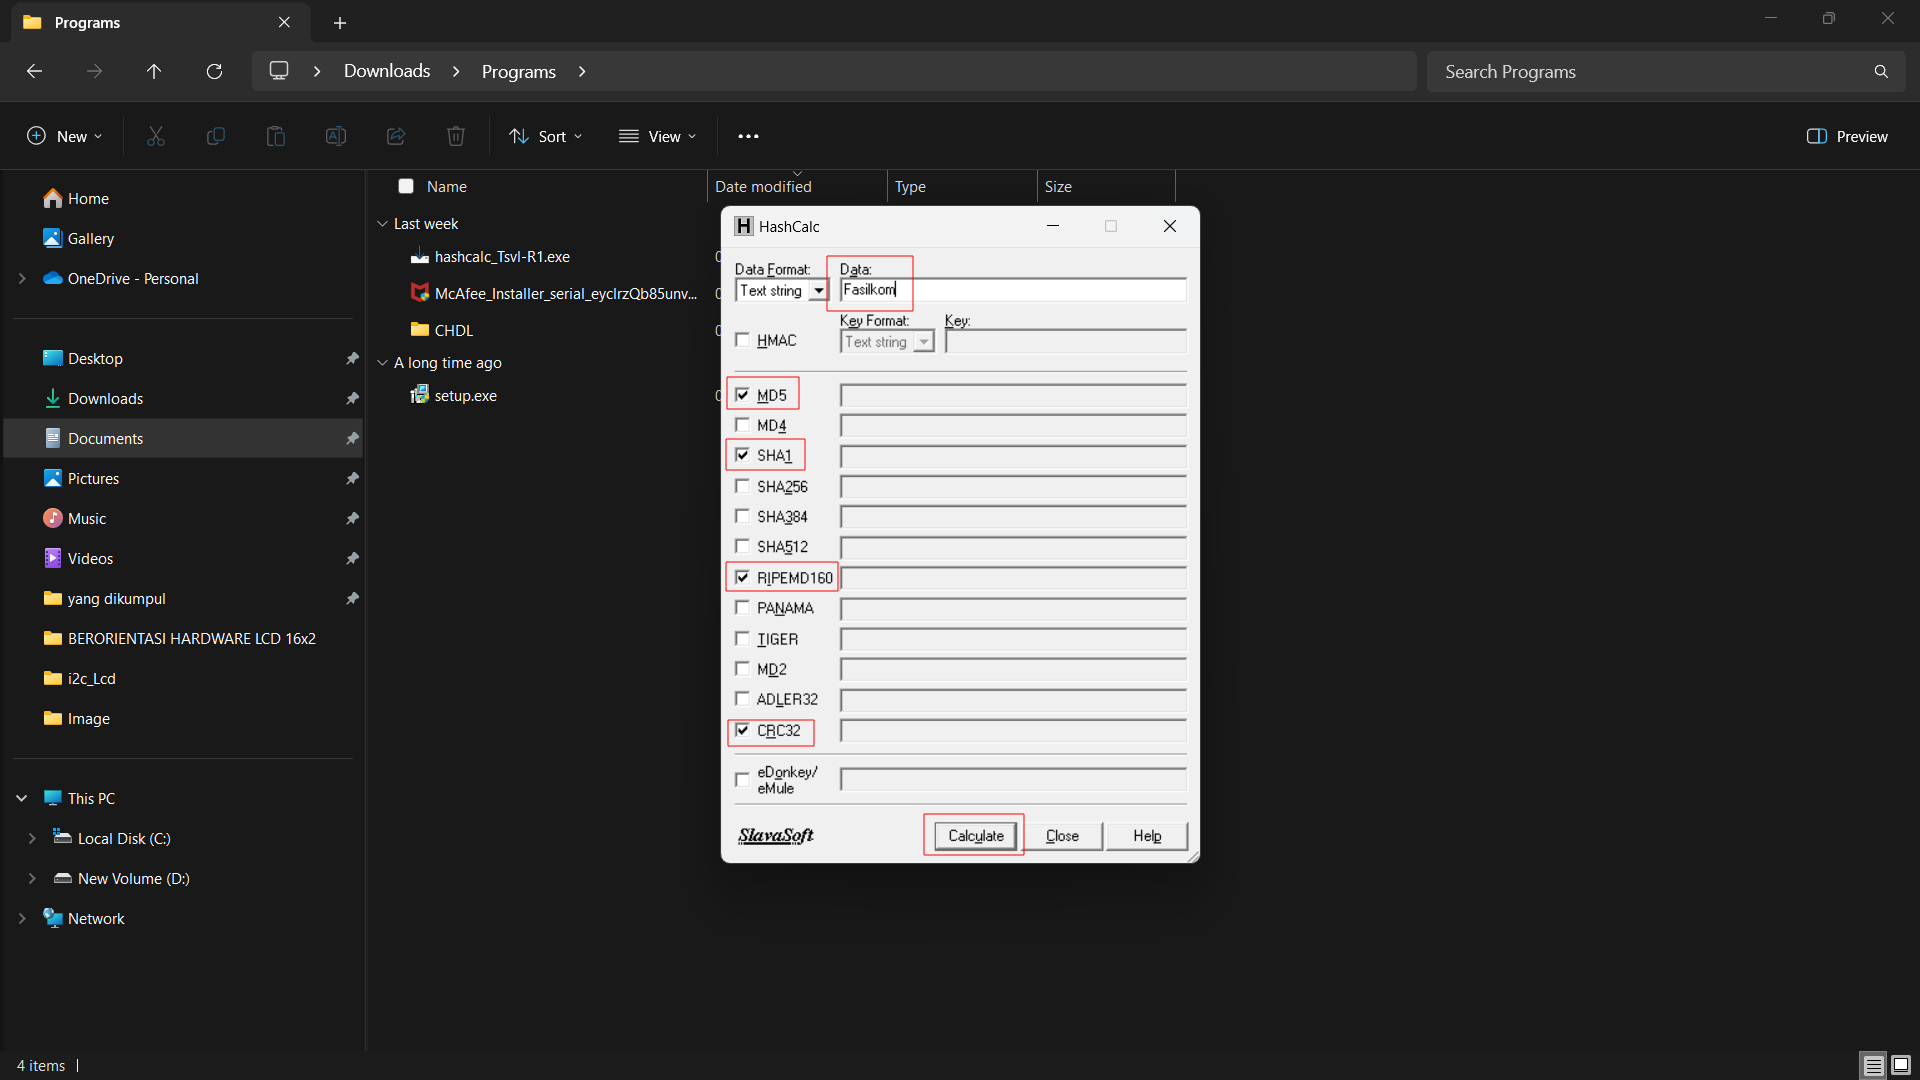 Programs
Downloads
Programs
Search Programs
New
Sort
View
Preview
Home
Gallery
OneDrive - Personal
Desktop
Downloads
Documents
Pictures
Music
Videos
yang dikumpul
BERORIENTASI HARDWARE LCD 16x2
i2c_Lcd
Image
This PC
Local Disk (C:)
New Volume (D:)
Network
Name
Date modified
Type
Size
Last week
hashcalc_Tsvl-R1.exe
McAfee_Installer_serial_eyclrzQb85unv...
CHDL
A long time ago
setup.exe
H HashCalc
Data Format:
Data:
Text string
Fasilkom
Key Format:
Key:
HMAC
Text string
MD5
MD4
SHA1
SHA256
SHA384
SHA512
RIPEMD160
PANAMA
TIGER
MD2
ADLER32
CRC32
eDonkey/
eMule
SlavaSoft
Calculate
Close
Help
4 items